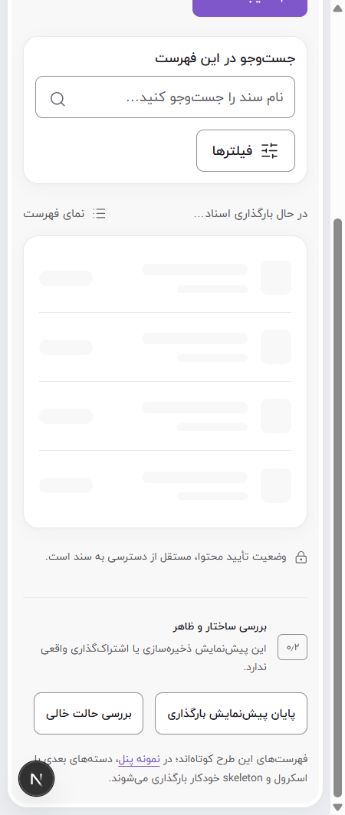 جست‌وجو در این فهرست
نام سند را جست‌وجو کنید…
فیلترها
در حال بارگذاری اسناد…
نمای فهرست
وضعیت تأیید محتوا، مستقل از دسترسی به سند است.
بررسی ساختار و ظاهر
۰٫۲
این پیش‌نمایش ذخیره‌سازی یا اشتراک‌گذاری واقعی
ندارد.
پایان پیش‌نمایش بارگذاری
بررسی حالت خالی
فهرست‌های این طرح کوتاه‌اند؛ در نمونه پنل، دسته‌های بعدی با
اسکرول و skeleton خودکار بارگذاری می‌شوند.
N